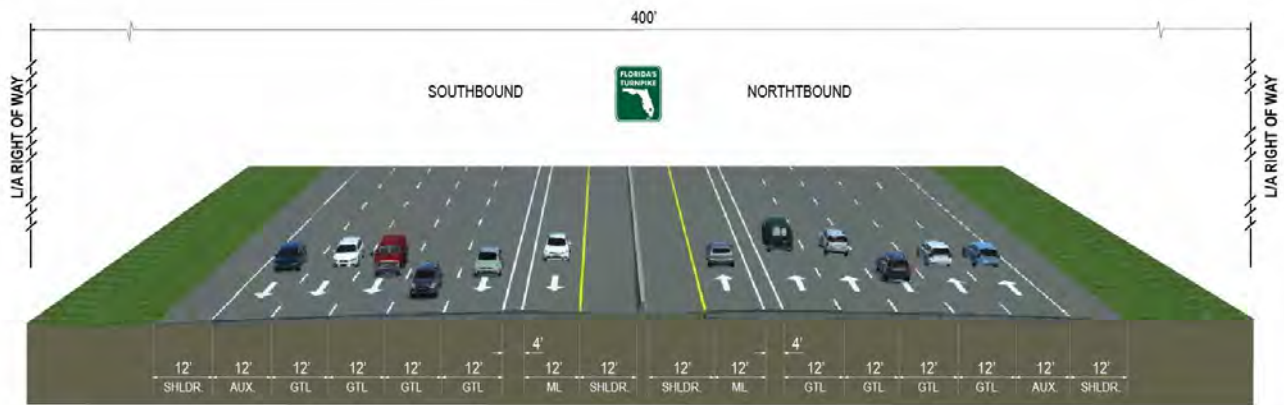 400'
L/A RIGHT OF WAY
FLORIDA'S
TURNPIKE
SOUTHBOUND
NORTHTBOUND
L/A RIGHT OF WAY
4'
4'
12' 12' 12' 12' 12' 12' 12' 12' 12' 12' 12' 12' 12' 12' 12' 12'
SHLDR. AUX. GTL GTL GTL GTL ML SHLDR. SHLDR. ML GTL GTL GTL GTL AUX. SHLDR.